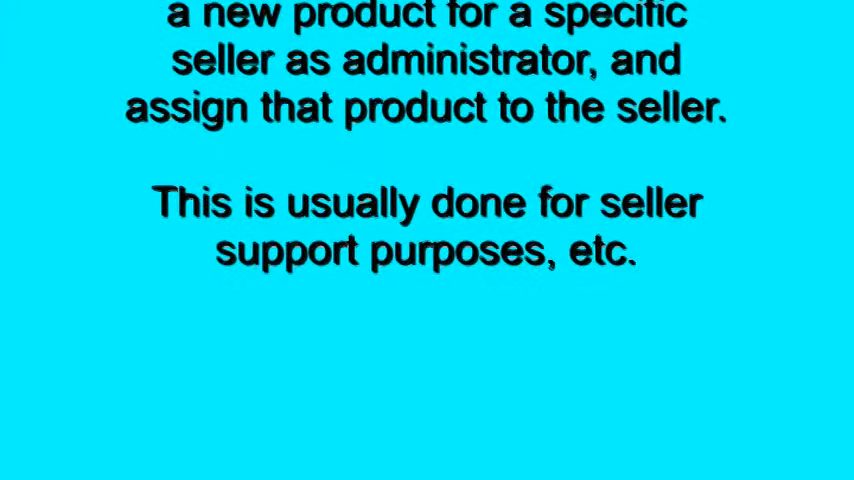 a new product for a specific
seller as administrator, and
assign that product to the seller.
This is usually done for seller
support purposes, etc.